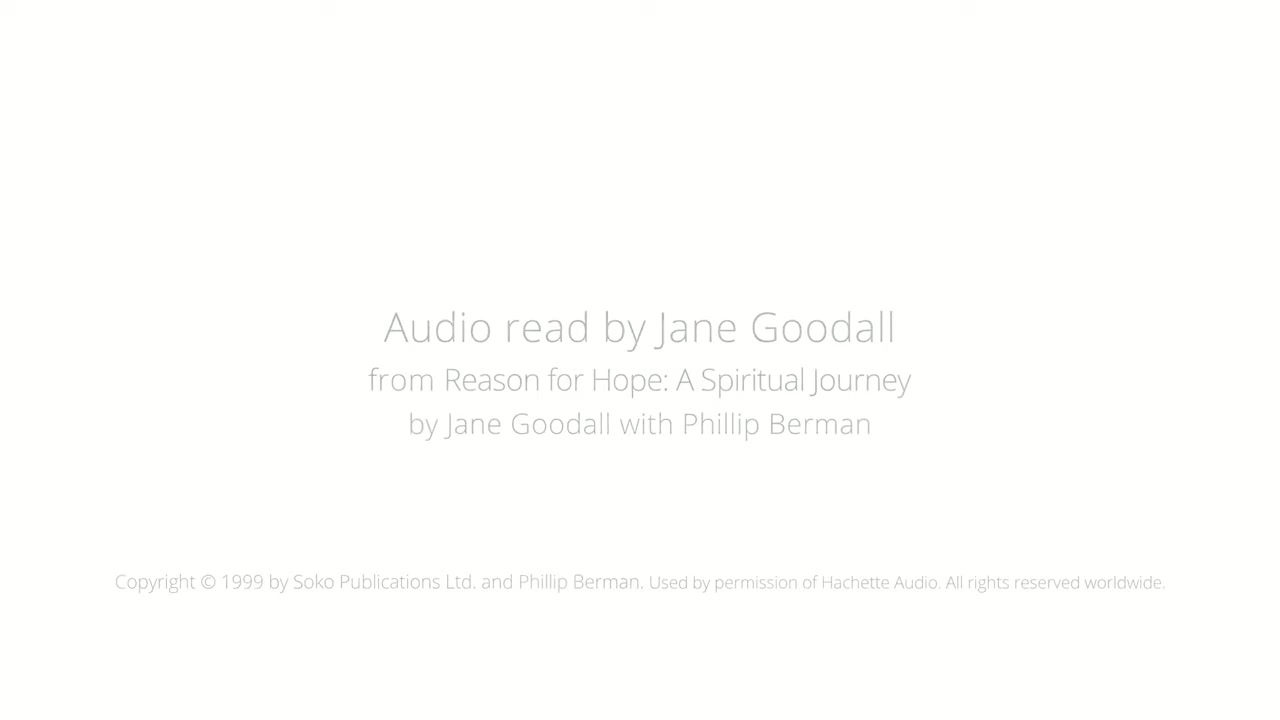 Audio read by Jane Goodall
from Reason for Hope: A Spiritual Journey
by Jane Goodall with Phillip Berman
Copyright © 1999 by Soko Publications Ltd. and Phillip Berman. Used by permission of Hachette Audio. All rights reserved worldwide.